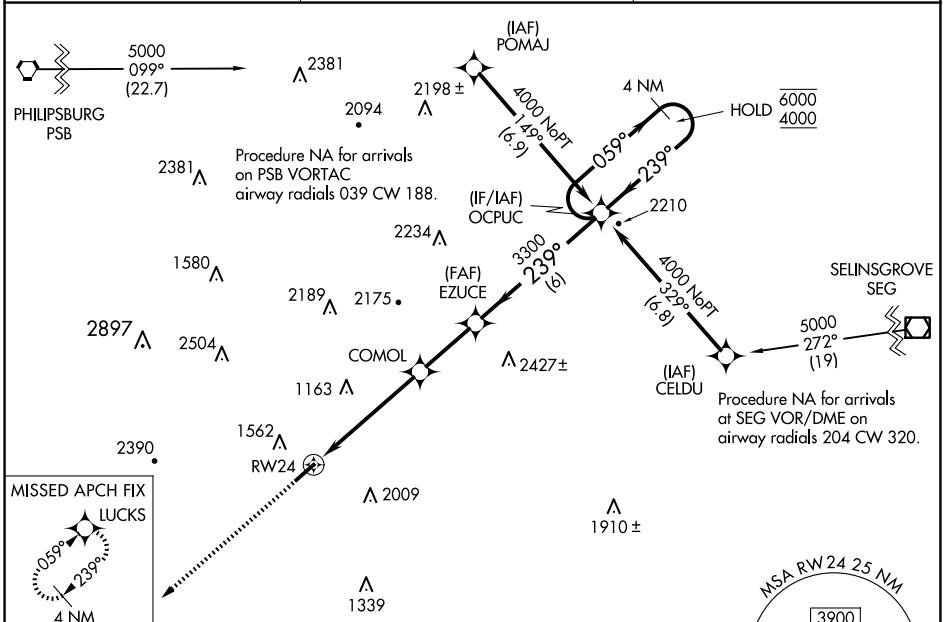 (IAF)
POMAJ
5000
099°
(22.7)
PHILIPSBURG
PSB
2381
2198 ±
2094
4000 NoPT
149°
(6.9)
4 NM
HOLD
6000
4000
059°
239°
Procedure NA for arrivals
on PSB VORTAC
airway radials 039 CW 188.
2381
(IF/IAF)
OCPUC
2210
2234
3300
239°
(6)
4000 NoPT
329°
(6.8)
SELINSGROVE
SEG
1580
(FAF)
EZUCE
2189
2175
5000
272°
(19)
2897
2504
COMOL
2427±
(IAF)
CELDU
1163
Procedure NA for arrivals
at SEG VOR/DME on
airway radials 204 CW 320.
1562
2390
RW24
MISSED APCH FIX
LUCKS
059°
239°
4 NM
2009
1910 ±
1339
MSA RW24 25 NM
3900